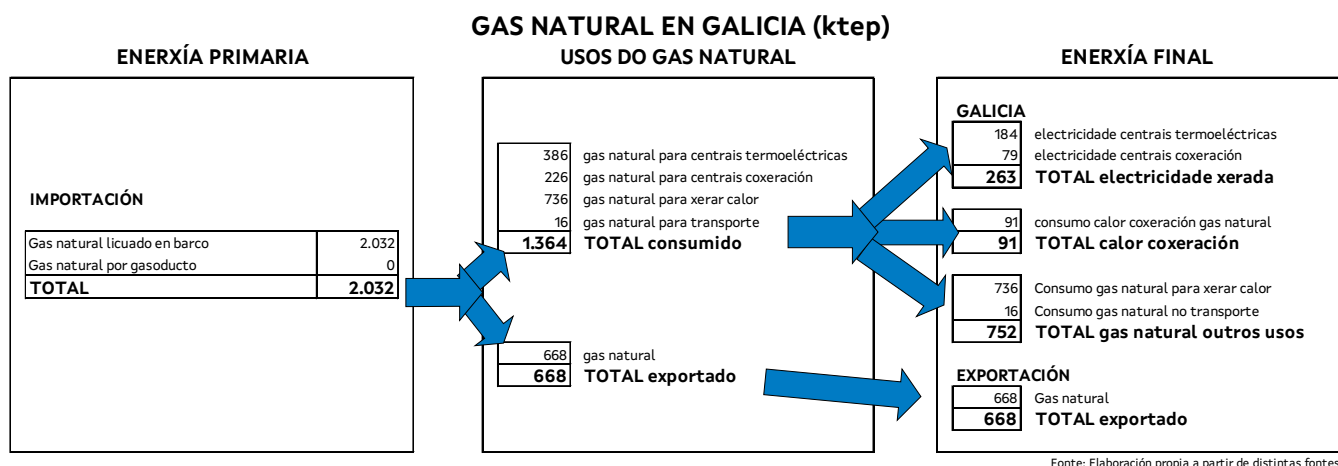 GAS NATURAL EN GALICIA (ktep)
ENERXÍA PRIMARIA
IMPORTACIÓN
Gas natural licuado en barco 2.032
Gas natural por gasoducto 0
TOTAL 2.032
USOS DO GAS NATURAL
386 gas natural para centrais termoeléctricas
226 gas natural para centrais coxeración
736 gas natural para xerar calor
16 gas natural para transporte
1.364 TOTAL consumido
668 gas natural
668 TOTAL exportado
ENERXÍA FINAL
GALICIA
184 electricidade centrais termoeléctricas
79 electricidade centrais coxeración
263 TOTAL electricidade xerada
91 consumo calor coxeración gas natural
91 TOTAL calor coxeración
736 Consumo gas natural para xerar calor
16 Consumo gas natural no transporte
752 TOTAL gas natural outros usos
EXPORTACIÓN
668 Gas natural
668 TOTAL exportado
Fonte: Elaboración propia a partir de distintas fontes